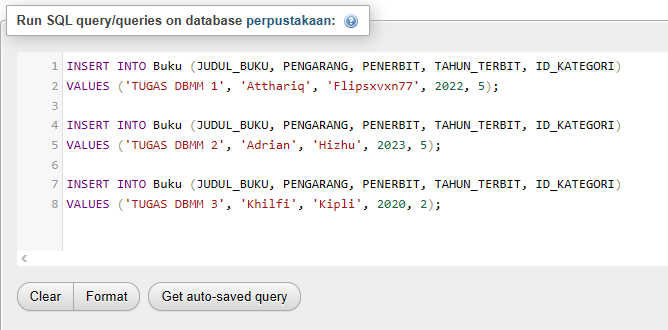 Run SQL query/queries on database perpustakaan:
1 INSERT INTO Buku (JUDUL_BUKU, PENGARANG, PENERBIT, TAHUN_TERBIT, ID_KATEGORI)
2 VALUES ('TUGAS DBMM 1', 'Atthariq', 'Flipsxvxn77', 2022, 5);
3
4 INSERT INTO Buku (JUDUL_BUKU, PENGARANG, PENERBIT, TAHUN_TERBIT, ID_KATEGORI)
5 VALUES ('TUGAS DBMM 2', 'Adrian', 'Hizhu', 2023, 5);
6
7 INSERT INTO Buku (JUDUL_BUKU, PENGARANG, PENERBIT, TAHUN_TERBIT, ID_KATEGORI)
8 VALUES ('TUGAS DBMM 3', 'Khilfi', 'Kipli', 2020, 2);
Clear Format Get auto-saved query